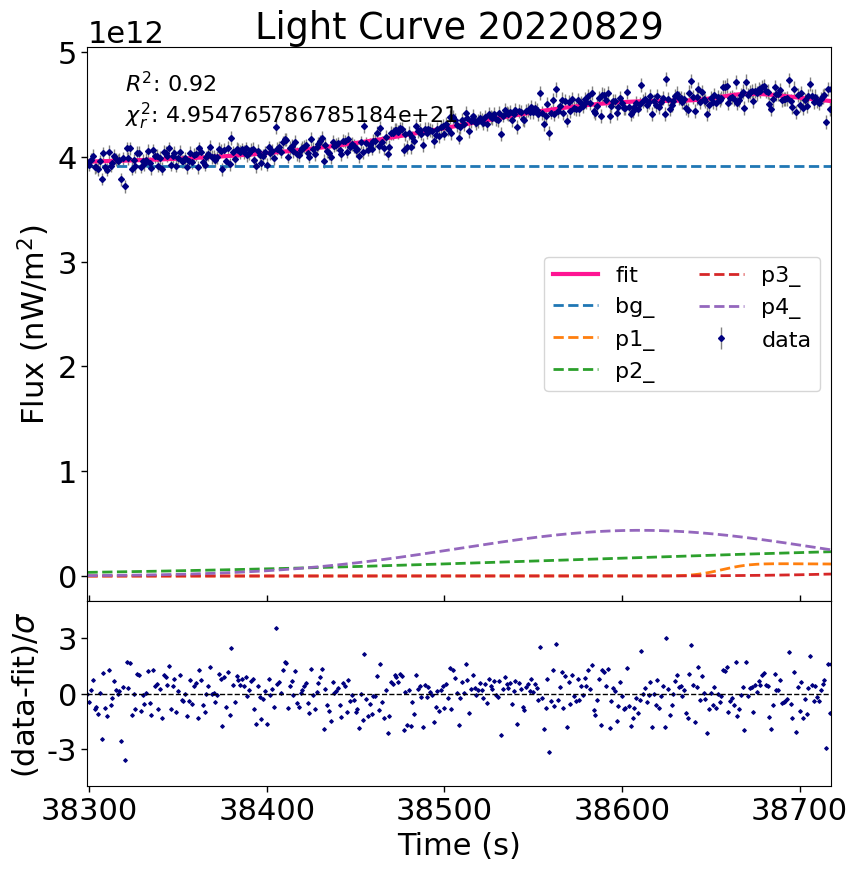 Light Curve 20220829
1e12
R²: 0.92
χᵣ²: 4.954765786785184e+21
5
4
3
2
1
0
Flux (nW/m²)
fit
bg_
p1_
p2_
p3_
p4_
data
3
0
-3
(data-fit)/σ
38300 38400 38500 38600 38700
Time (s)